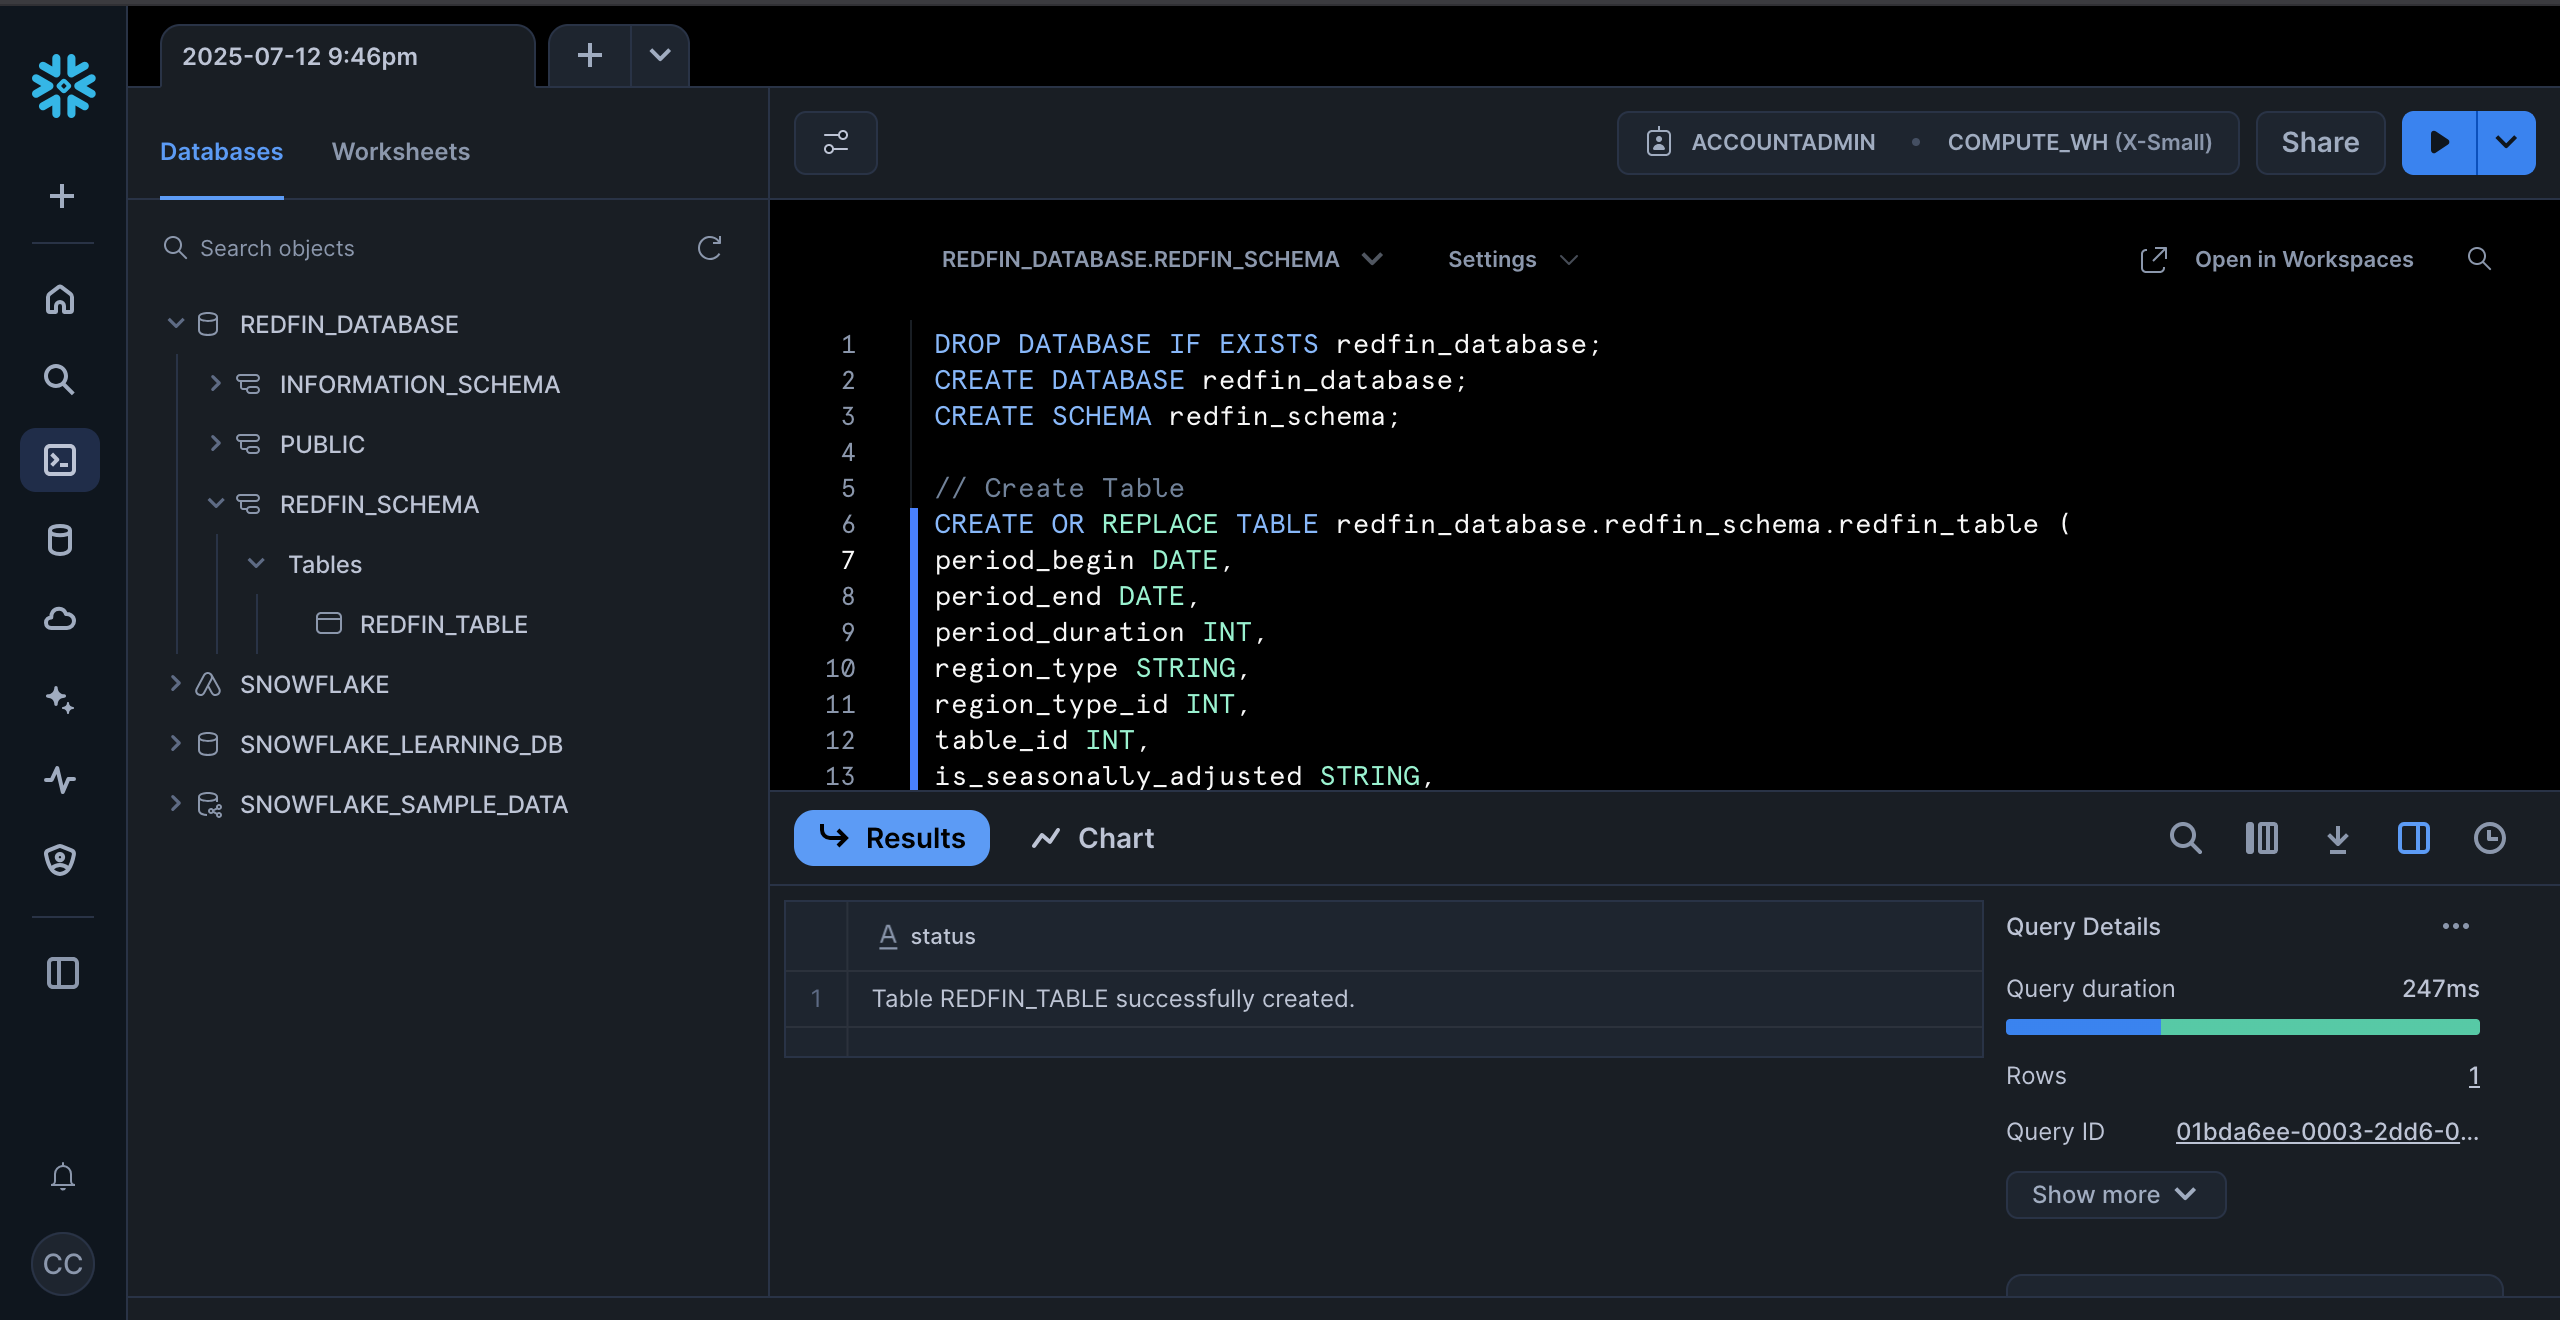 2025-07-12 9:46pm
Databases
Worksheets
ACCOUNTADMIN
COMPUTE_WH (X-Small)
Share
Search objects
REDFIN_DATABASE
INFORMATION_SCHEMA
PUBLIC
REDFIN_SCHEMA
Tables
REDFIN_TABLE
SNOWFLAKE
SNOWFLAKE_LEARNING_DB
SNOWFLAKE_SAMPLE_DATA
CC
REDFIN_DATABASE.REDFIN_SCHEMA
Settings
Open in Workspaces
1 DROP DATABASE IF EXISTS redfin_database;
2 CREATE DATABASE redfin_database;
3 CREATE SCHEMA redfin_schema;
4
5 // Create Table
6 CREATE OR REPLACE TABLE redfin_database.redfin_schema.redfin_table (
7 period_begin DATE,
8 period_end DATE,
9 period_duration INT,
10 region_type STRING,
11 region_type_id INT,
12 table_id INT,
13 is_seasonally_adjusted STRING,
Results
Chart
A status
1 Table REDFIN_TABLE successfully created.
Query Details
Query duration 247ms
Rows 1
Query ID 01bda6ee-0003-2dd6-0...
Show more